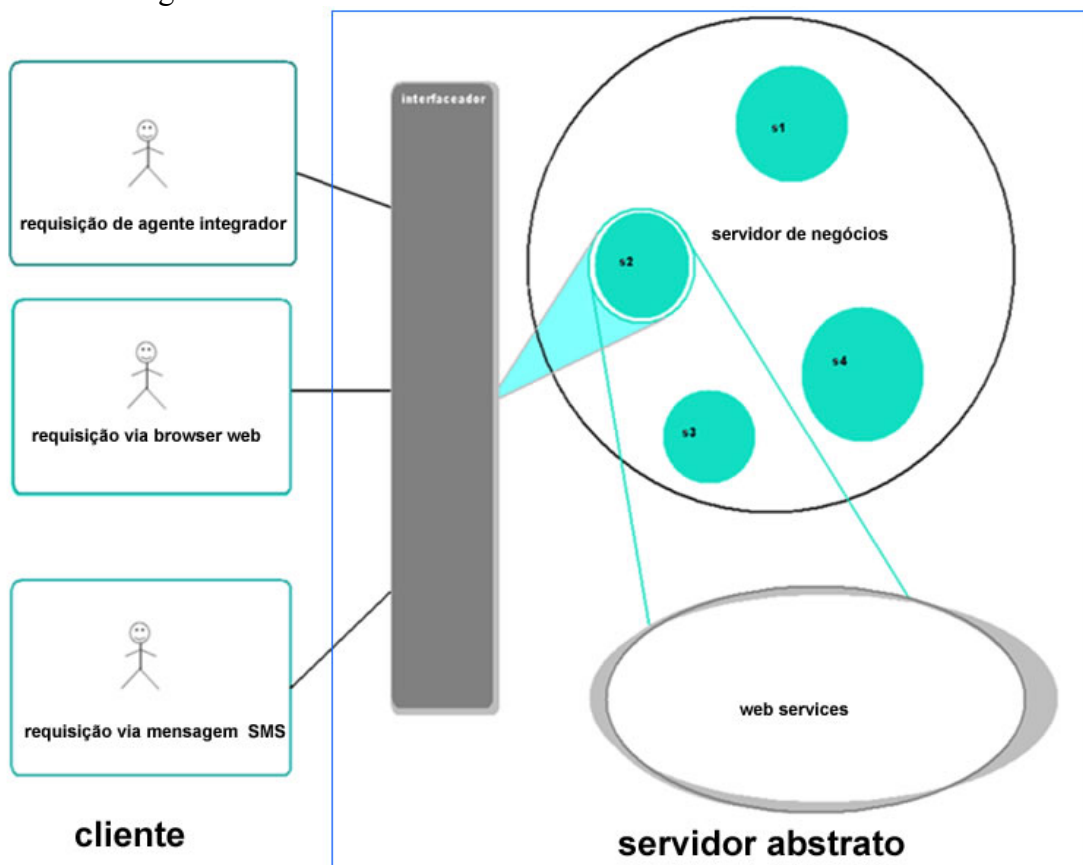 interfaceador
s1
requisição de agente integrador
servidor de negócios
s2
s4
requisição via browser web
s3
requisição via mensagem  SMS
web services
cliente
servidor abstrato